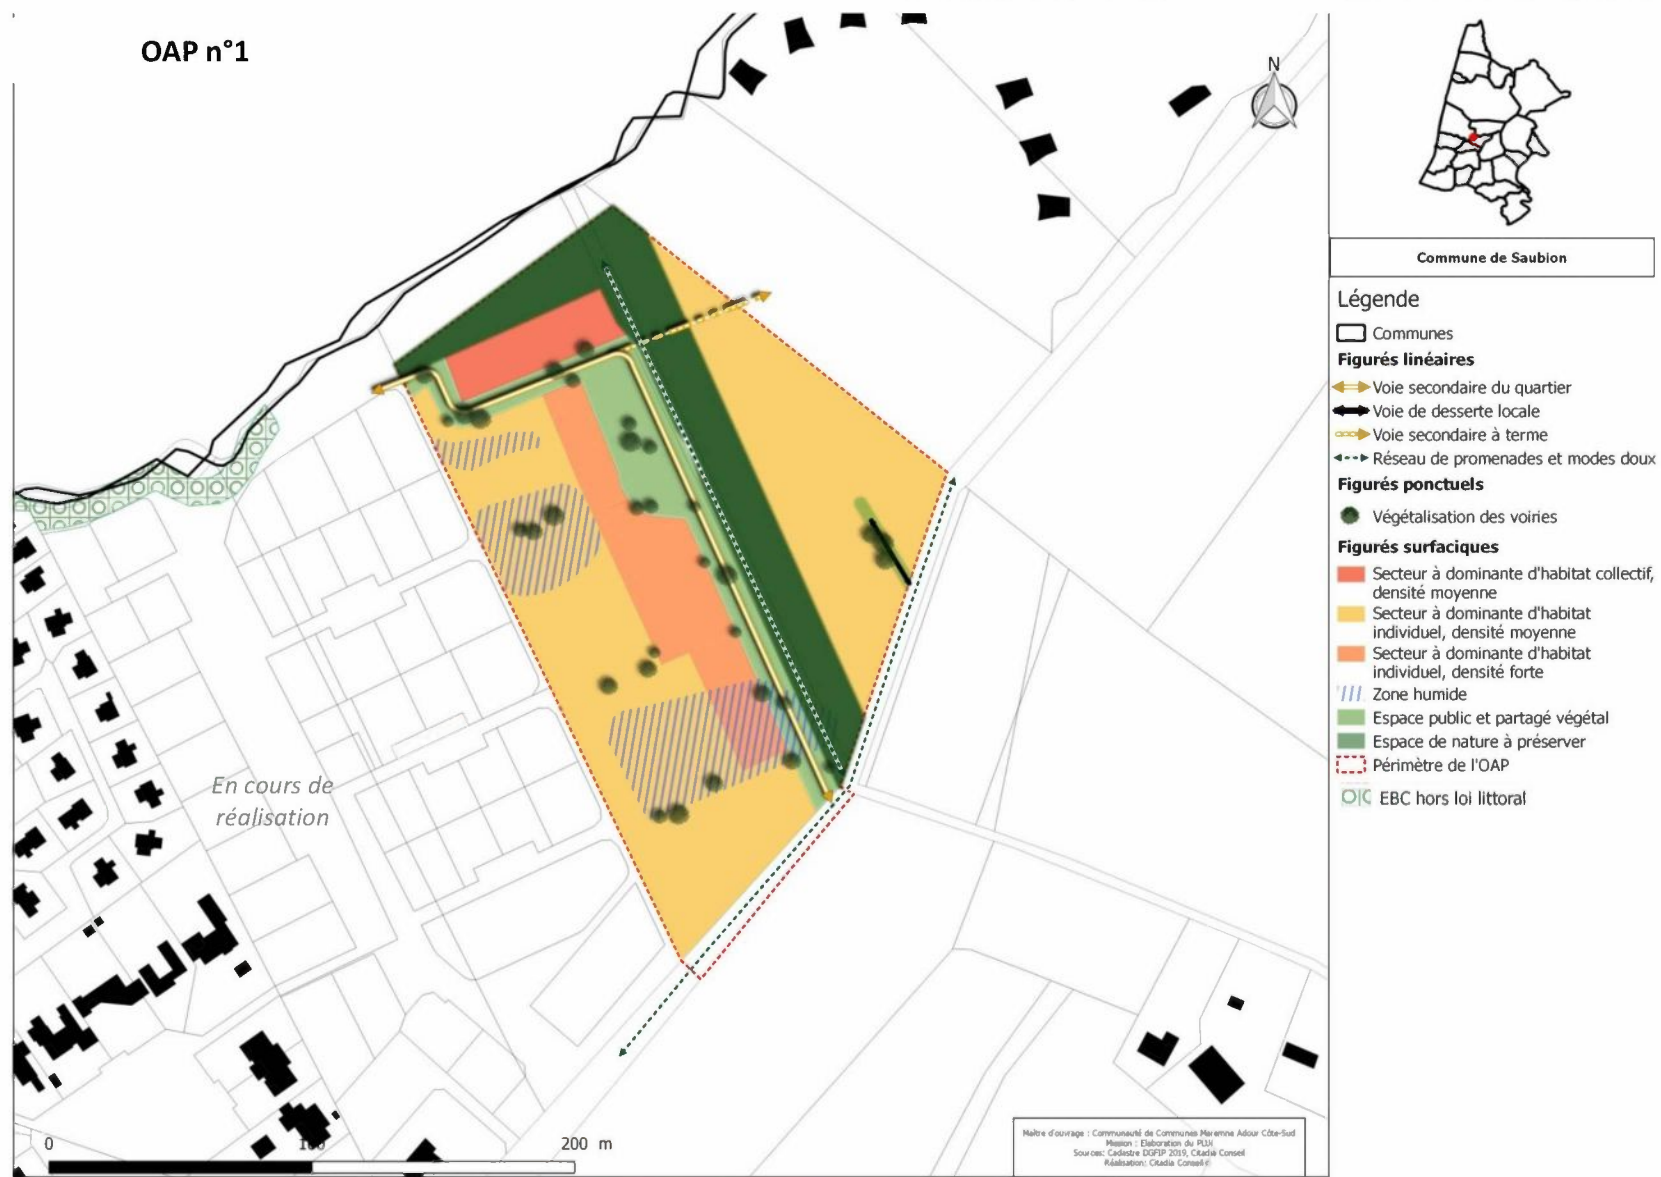 OAP n°1
N
Commune de Saubion
Légende
Communes
Figurés linéaires
Voie secondaire du quartier
Voie de desserte locale
Voie secondaire à terme
Réseau de promenades et modes doux
Figurés ponctuels
Végétalisation des voiries
Figurés surfaciques
Secteur à dominante d'habitat collectif,
densité moyenne
Secteur à dominante d'habitat
individuel, densité moyenne
Secteur à dominante d'habitat
individuel, densité forte
Zone humide
Espace public et partagé végétal
Espace de nature à préserver
Périmètre de l'OAP
EBC hors loi littoral
En cours de
réalisation
0 100 200 m
Maître d'ouvrage : Communauté de Communes Maremne Adour Côte-Sud
Mission : Elaboration du PLUi
Sources: Cadastre DGFIP 2019, Citadia Conseil
Réalisation: Citadia Conseil©